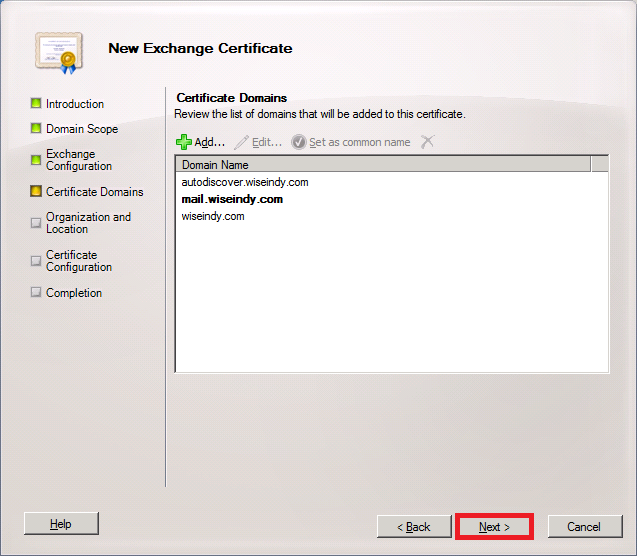 New Exchange Certificate
Introduction
Domain Scope
Exchange
Configuration
Certificate Domains
Organization and
Location
Certificate
Configuration
Completion
Certificate Domains
Review the list of domains that will be added to this certificate.
Add... Edit... Set as common name
Domain Name
autodiscover.wiseindy.com
mail.wiseindy.com
wiseindy.com
Help < Back Next > Cancel